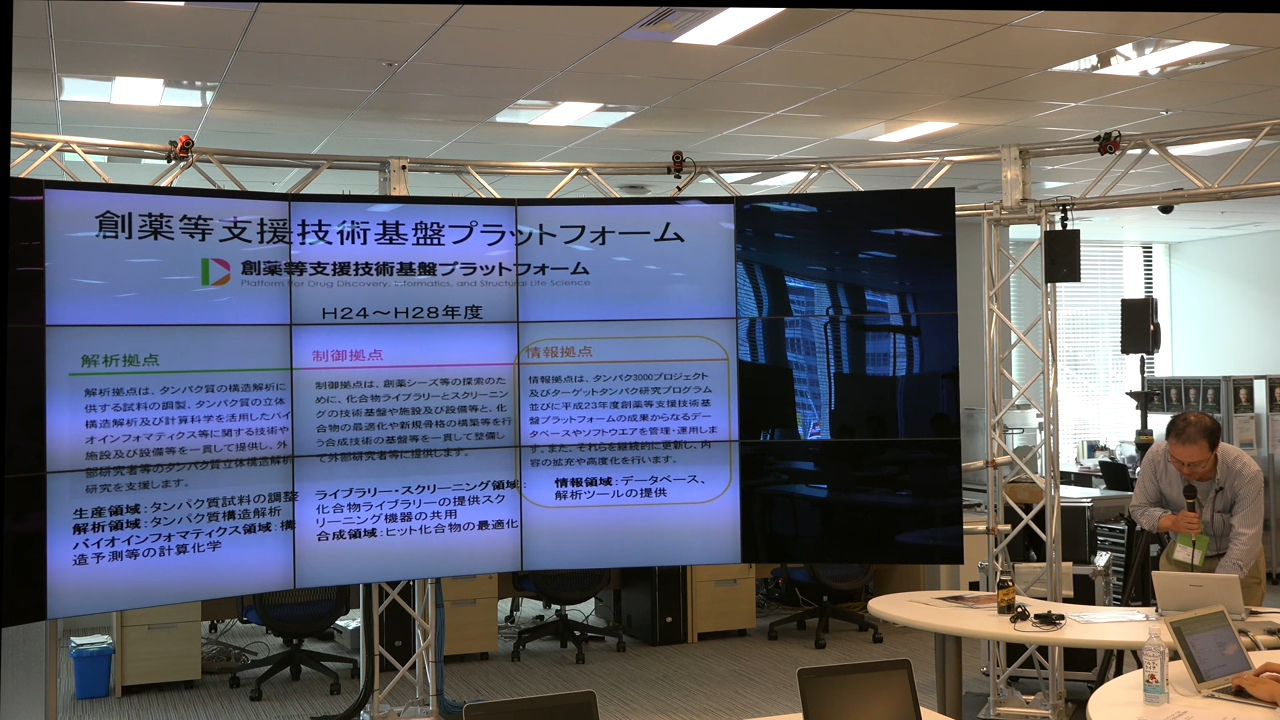 創薬等支援技術基盤プラットフォーム
創薬等支援技術基盤プラットフォーム
Platform for Drug Discovery, Informatics, and Structural Life Science
H24～H28年度
解析拠点
解析拠点は、タンパク質の構造解析に
供する試料の調製、タンパク質の立体
構造解析及び計算科学を活用したバイ
オインフォマティクス等に関する技術や
施設及び設備等を一貫して提供し、外
部研究者等のタンパク質立体構造解析
研究を支援します。
生産領域：タンパク質試料の調整
解析領域：タンパク質構造解析
バイオインフォマティクス領域：構
造予測等の計算化学
制御拠点
制御拠点は、創薬シーズ等の探索のた
めに、化合物ライブラリーとスクリーニン
グの技術基盤や施設及び設備等と、化
合物の最適化や新規骨格の構築等を行
う合成技術の基盤等を一貫して整備し
て外部研究者に提供します。
ライブラリー・スクリーニング領域：
化合物ライブラリーの提供スク
リーニング機器の共用
合成領域：ヒット化合物の最適化
情報拠点
情報拠点は、タンパク3000プロジェクト
及びターゲットタンパク研究プログラム
並びに平成23年度創薬等支援技術基
盤プラットフォームの成果からなるデー
タベースやソフトウエアを管理・運用しま
す。また、それらを継続的に更新し、内
容の拡充や高度化を行います。
情報領域：データベース、
解析ツールの提供